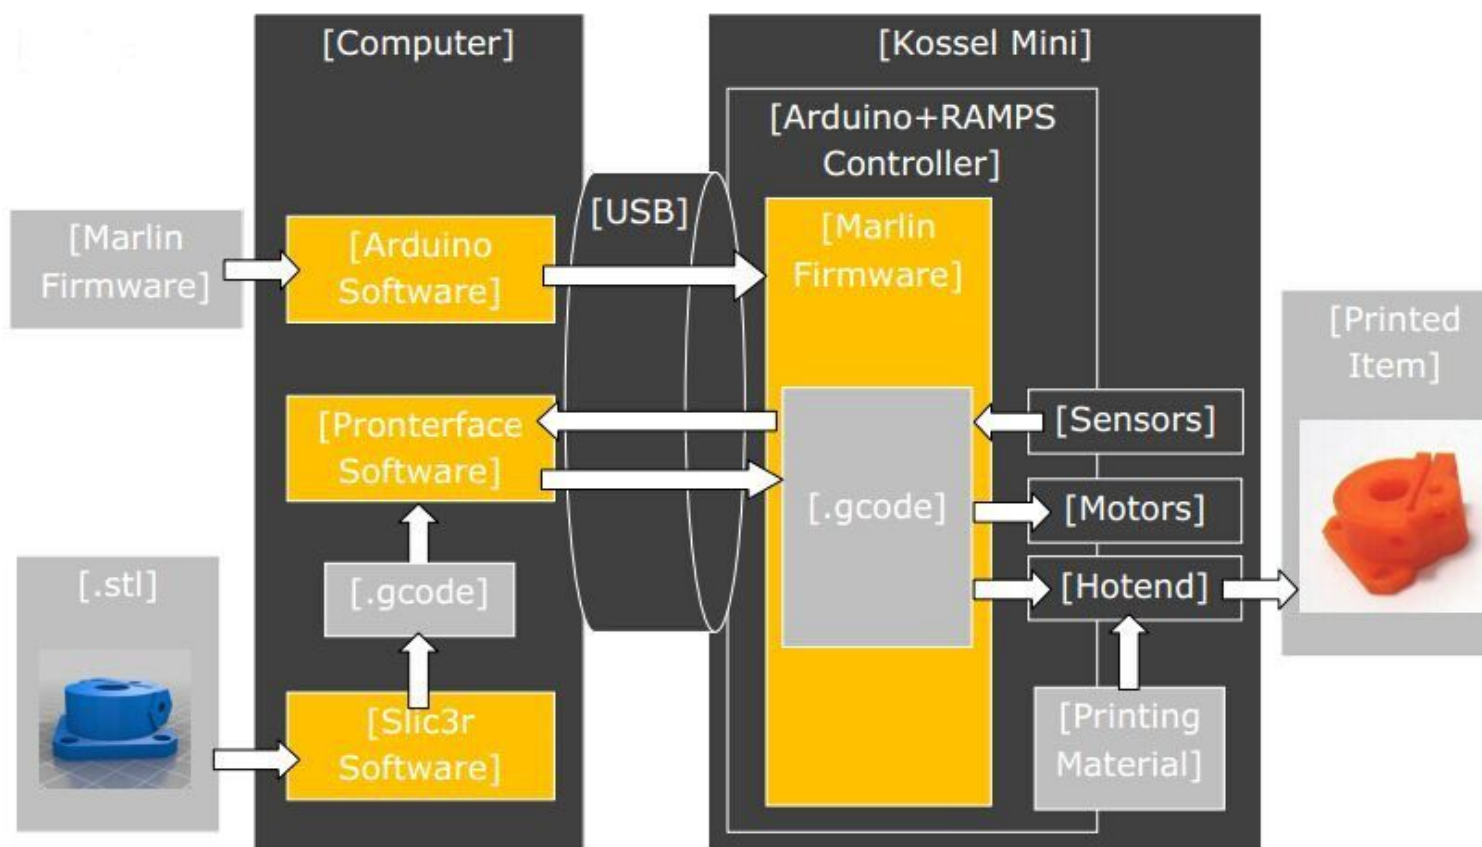 [Computer]
[Kossel Mini]
[Arduino+RAMPS
Controller]
[USB]
[Marlin
Firmware]
[Arduino
Software]
[Marlin
Firmware]
[Printed
Item]
[Pronterface
Software]
[Sensors]
[.gcode]
[Motors]
[.stl]
[.gcode]
[Hotend]
[Slic3r
Software]
[Printing
Material]